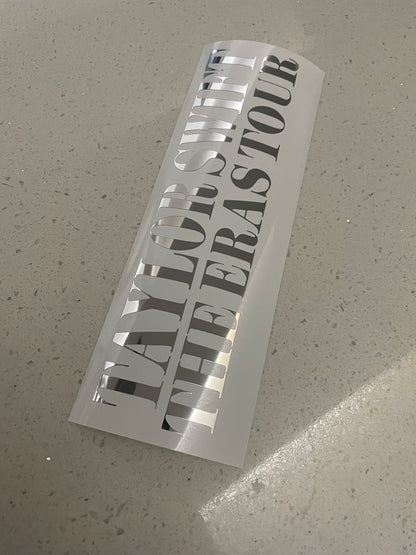 TAYLOR SWIFT
THE ERAS TOUR